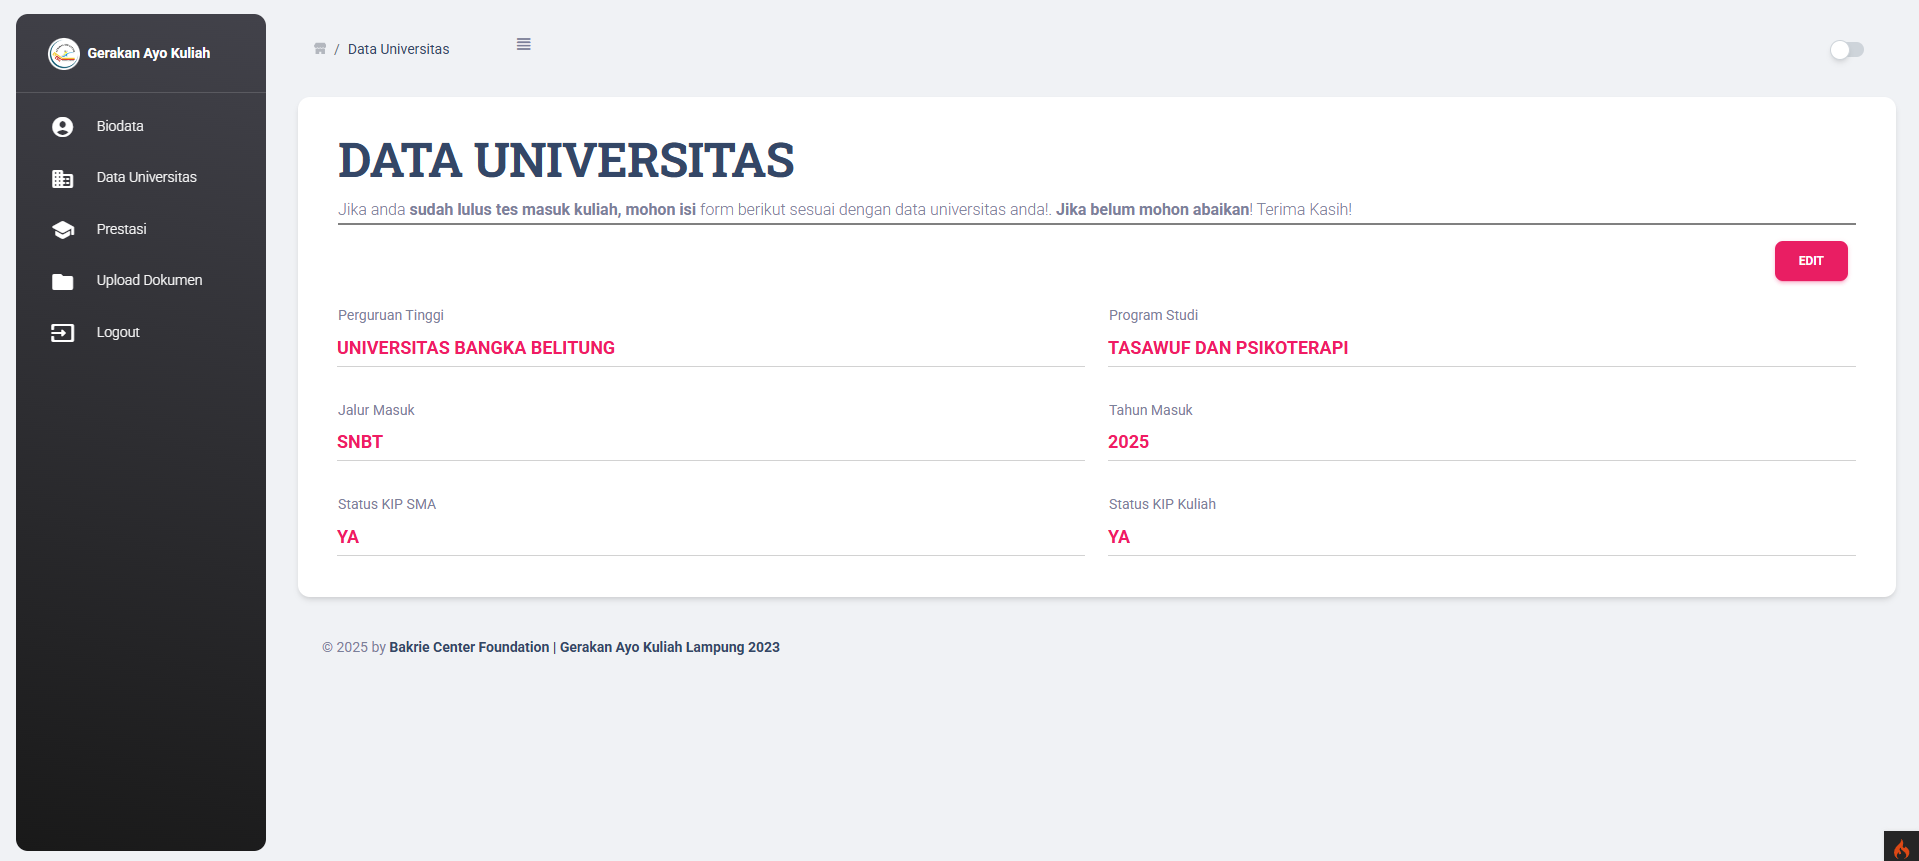 Gerakan Ayo Kuliah
Biodata
Data Universitas
Prestasi
Upload Dokumen
Logout
/ Data Universitas
DATA UNIVERSITAS
Jika anda sudah lulus tes masuk kuliah, mohon isi form berikut sesuai dengan data universitas anda!. Jika belum mohon abaikan! Terima Kasih!
EDIT
Perguruan Tinggi
UNIVERSITAS BANGKA BELITUNG
Program Studi
TASAWUF DAN PSIKOTERAPI
Jalur Masuk
SNBT
Tahun Masuk
2025
Status KIP SMA
YA
Status KIP Kuliah
YA
© 2025 by Bakrie Center Foundation | Gerakan Ayo Kuliah Lampung 2023